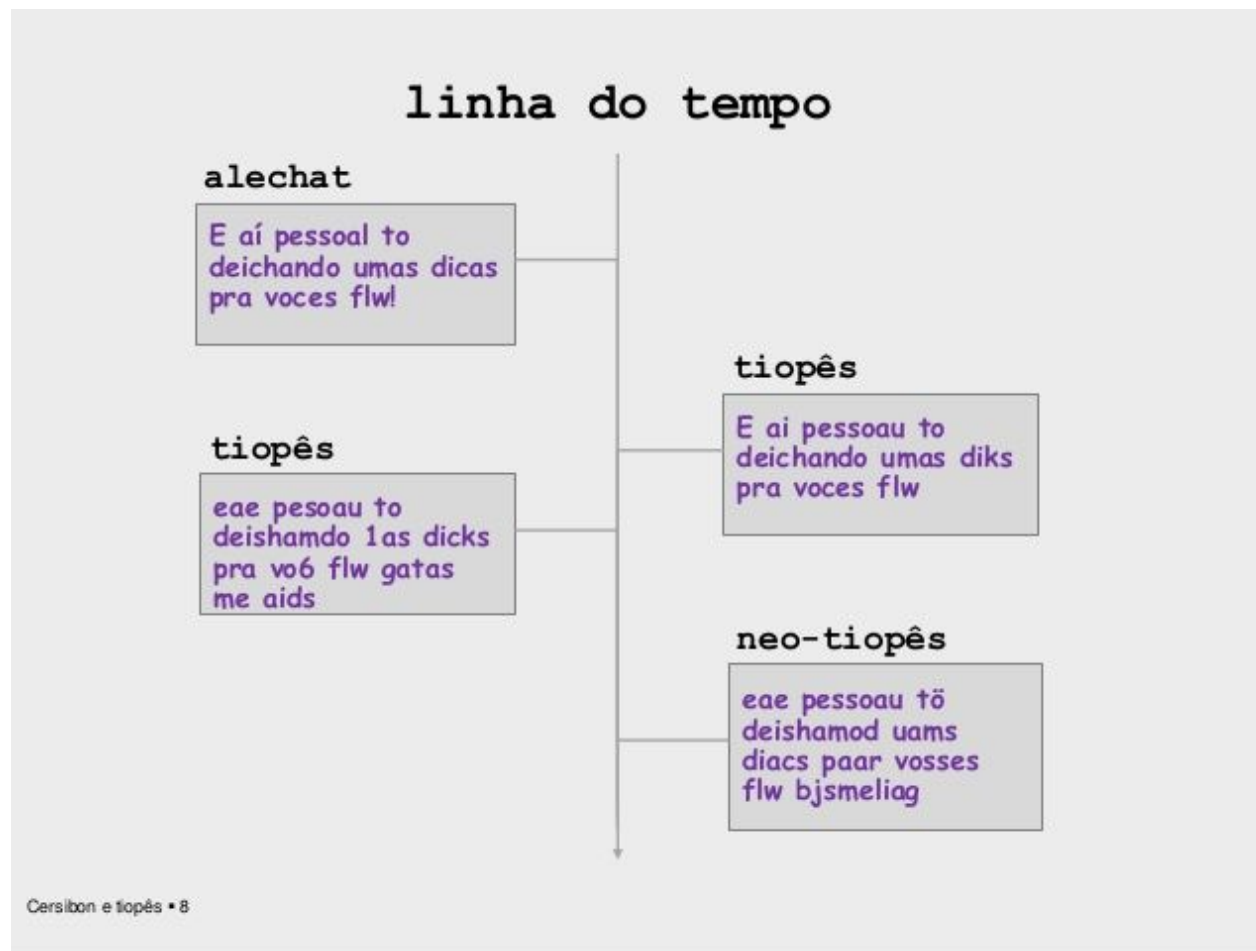 linha do tempo
alechat
E aí pessoal to
deichando umas dicas
pra voces flw!
tiopês
E ai pessoau to
deichando umas diks
pra voces flw
tiopês
eae pesoau to
deishamdo 1as dicks
pra vo6 flw gatas
me aids
neo-tiopês
eae pessoau tö
deishamod uams
diacs paar vosses
flw bjsmeliag
Cersibon e tiopês • 8